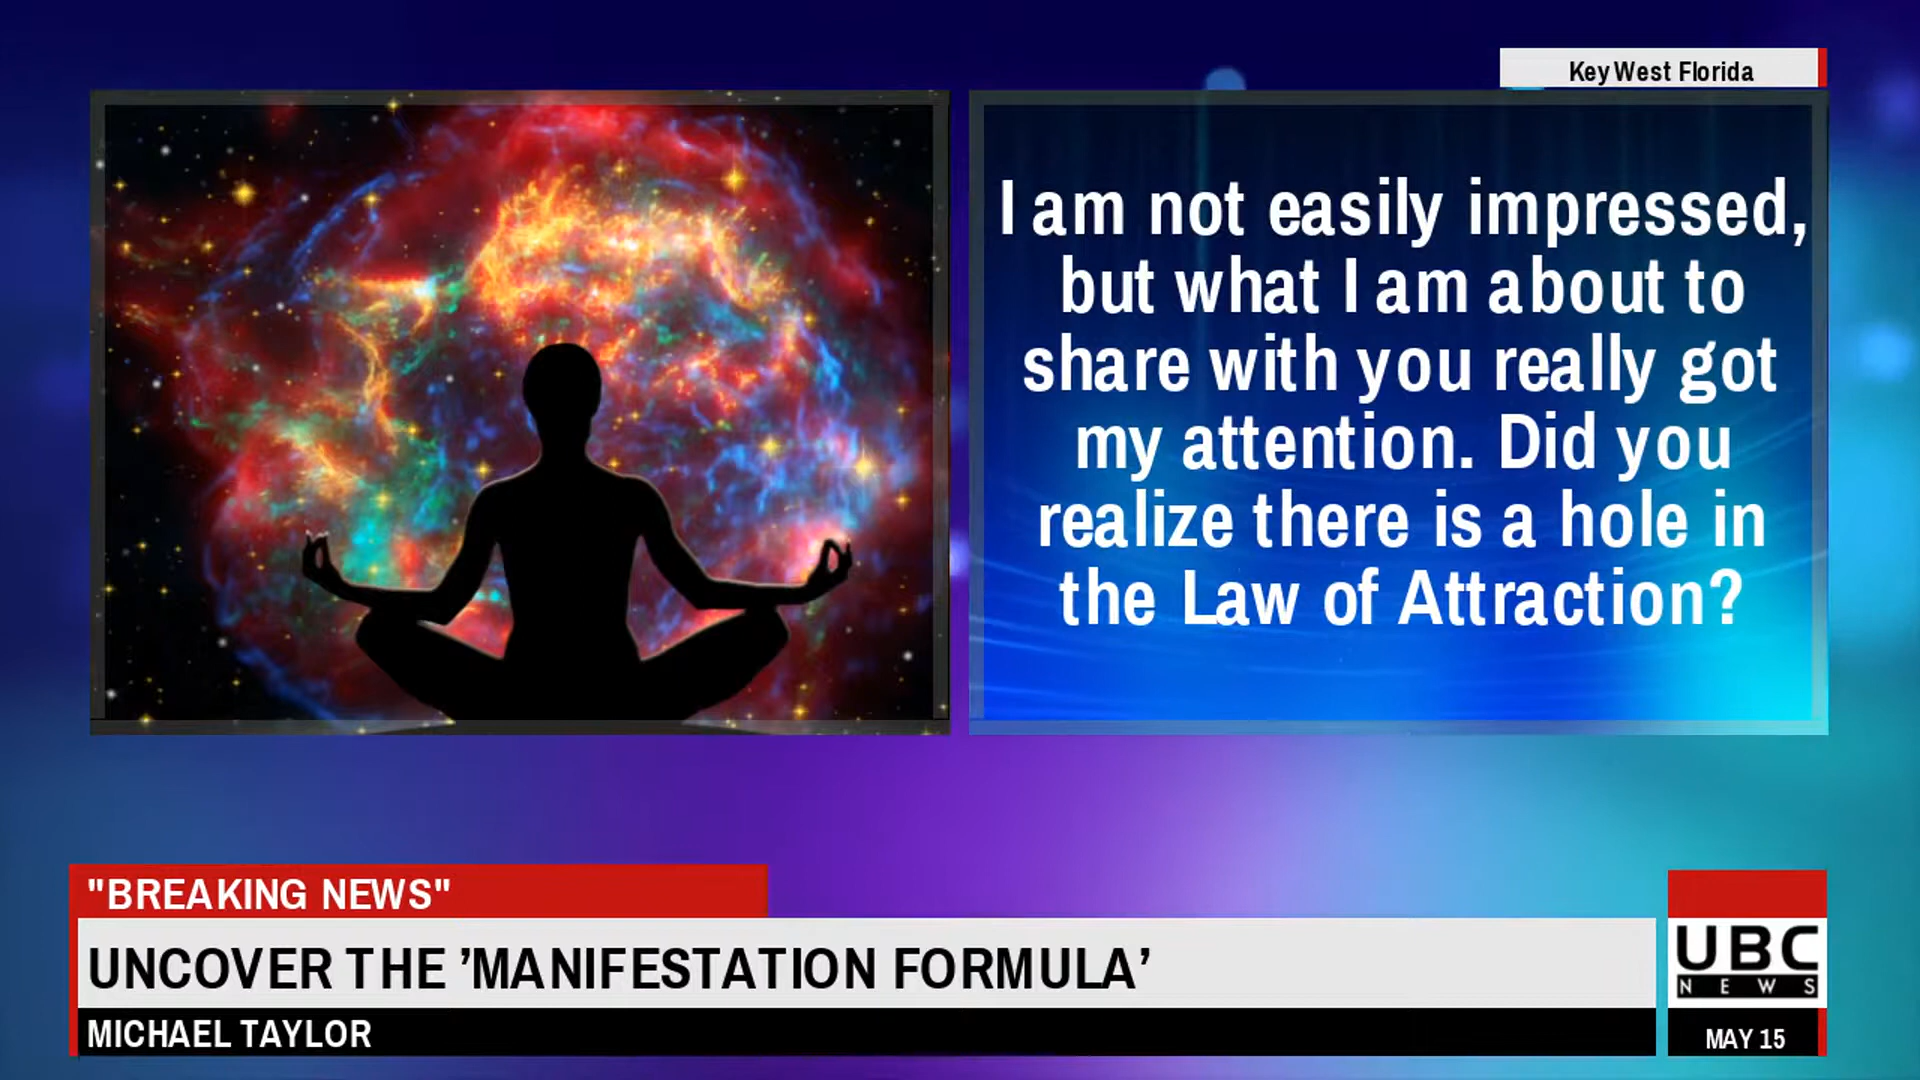 Key West Florida
I am not easily impressed,
but what I am about to
share with you really got
my attention. Did you
realize there is a hole in
the Law of Attraction?
"BREAKING NEWS"
UNCOVER THE 'MANIFESTATION FORMULA'
MICHAEL TAYLOR
UBC
NEWS
MAY 15